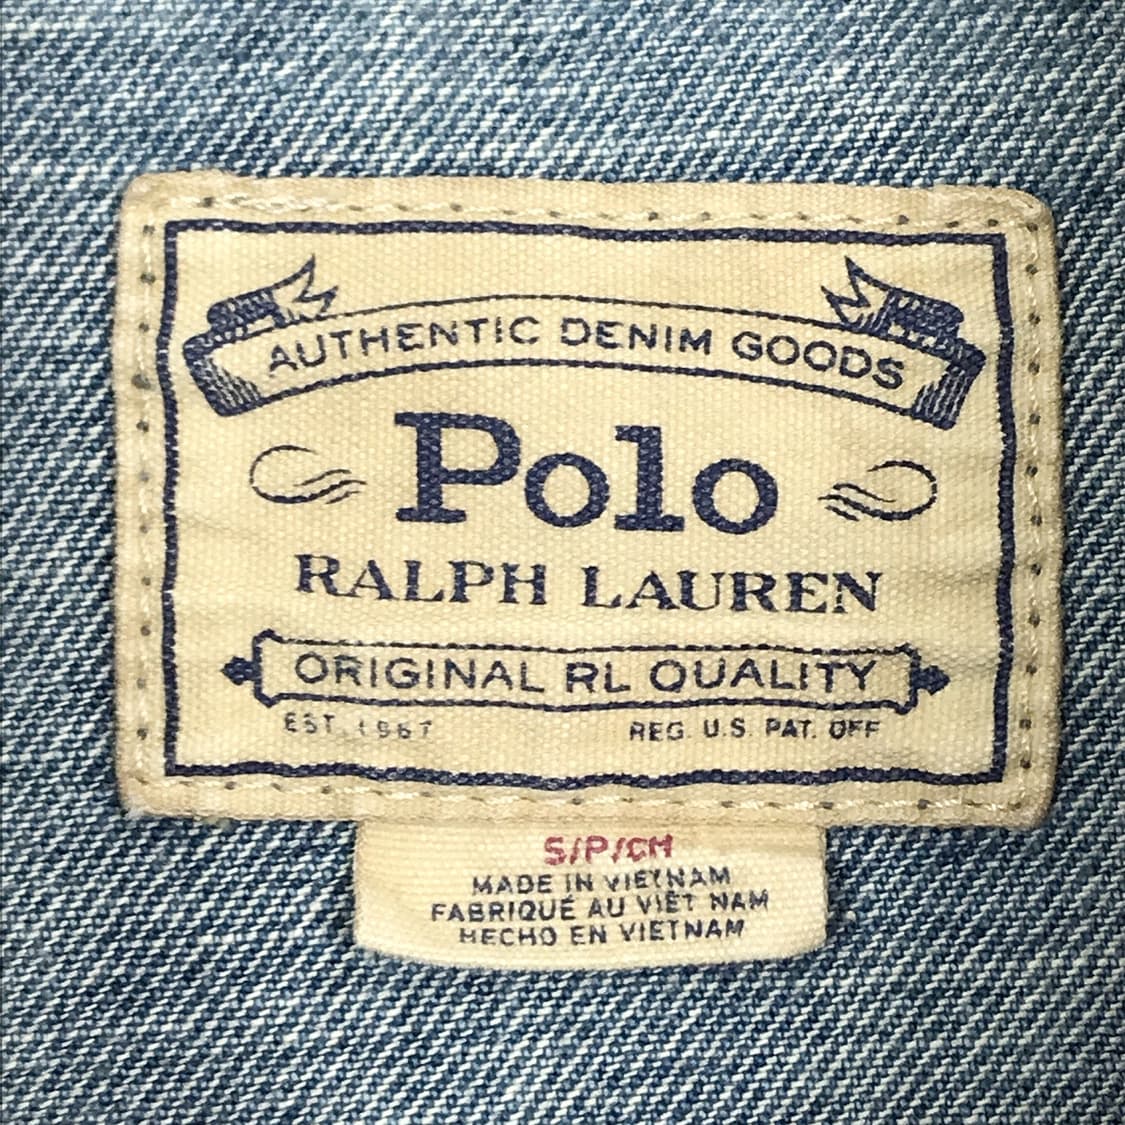 AUTHENTIC DENIM GOODS
Polo
RALPH LAUREN
ORIGINAL RL QUALITY
EST. 1967 REG. U.S. PAT. OFF
S/P/CH
MADE IN VIETNAM
FABRIQUÉ AU VIÊT NAM
HECHO EN VIETNAM